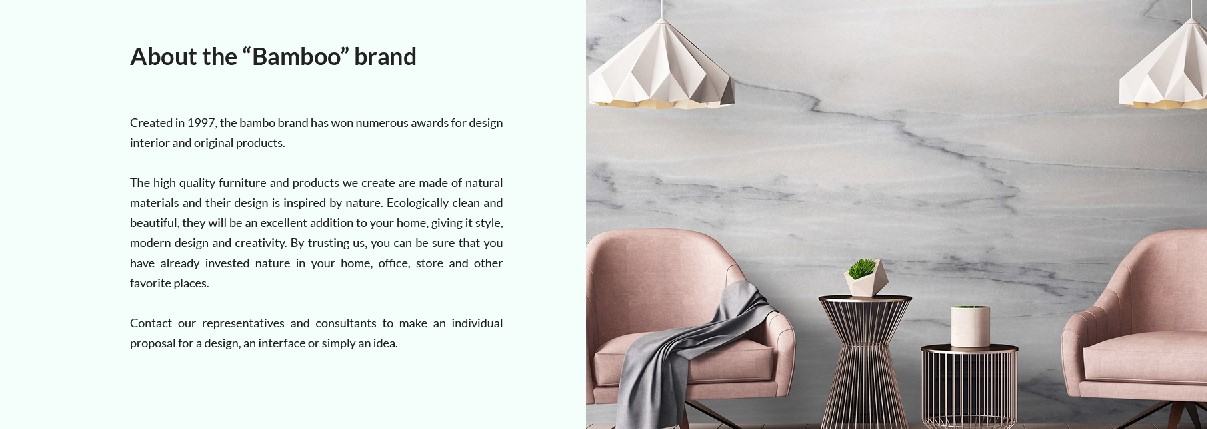 About the “Bamboo” brand
Created in 1997, the bambo brand has won numerous awards for design
interior and original products.
The high quality furniture and products we create are made of natural
materials and their design is inspired by nature. Ecologically clean and
beautiful, they will be an excellent addition to your home, giving it style,
modern design and creativity. By trusting us, you can be sure that you
have already invested nature in your home, office, store and other
favorite places.
Contact our representatives and consultants to make an individual
proposal for a design, an interface or simply an idea.